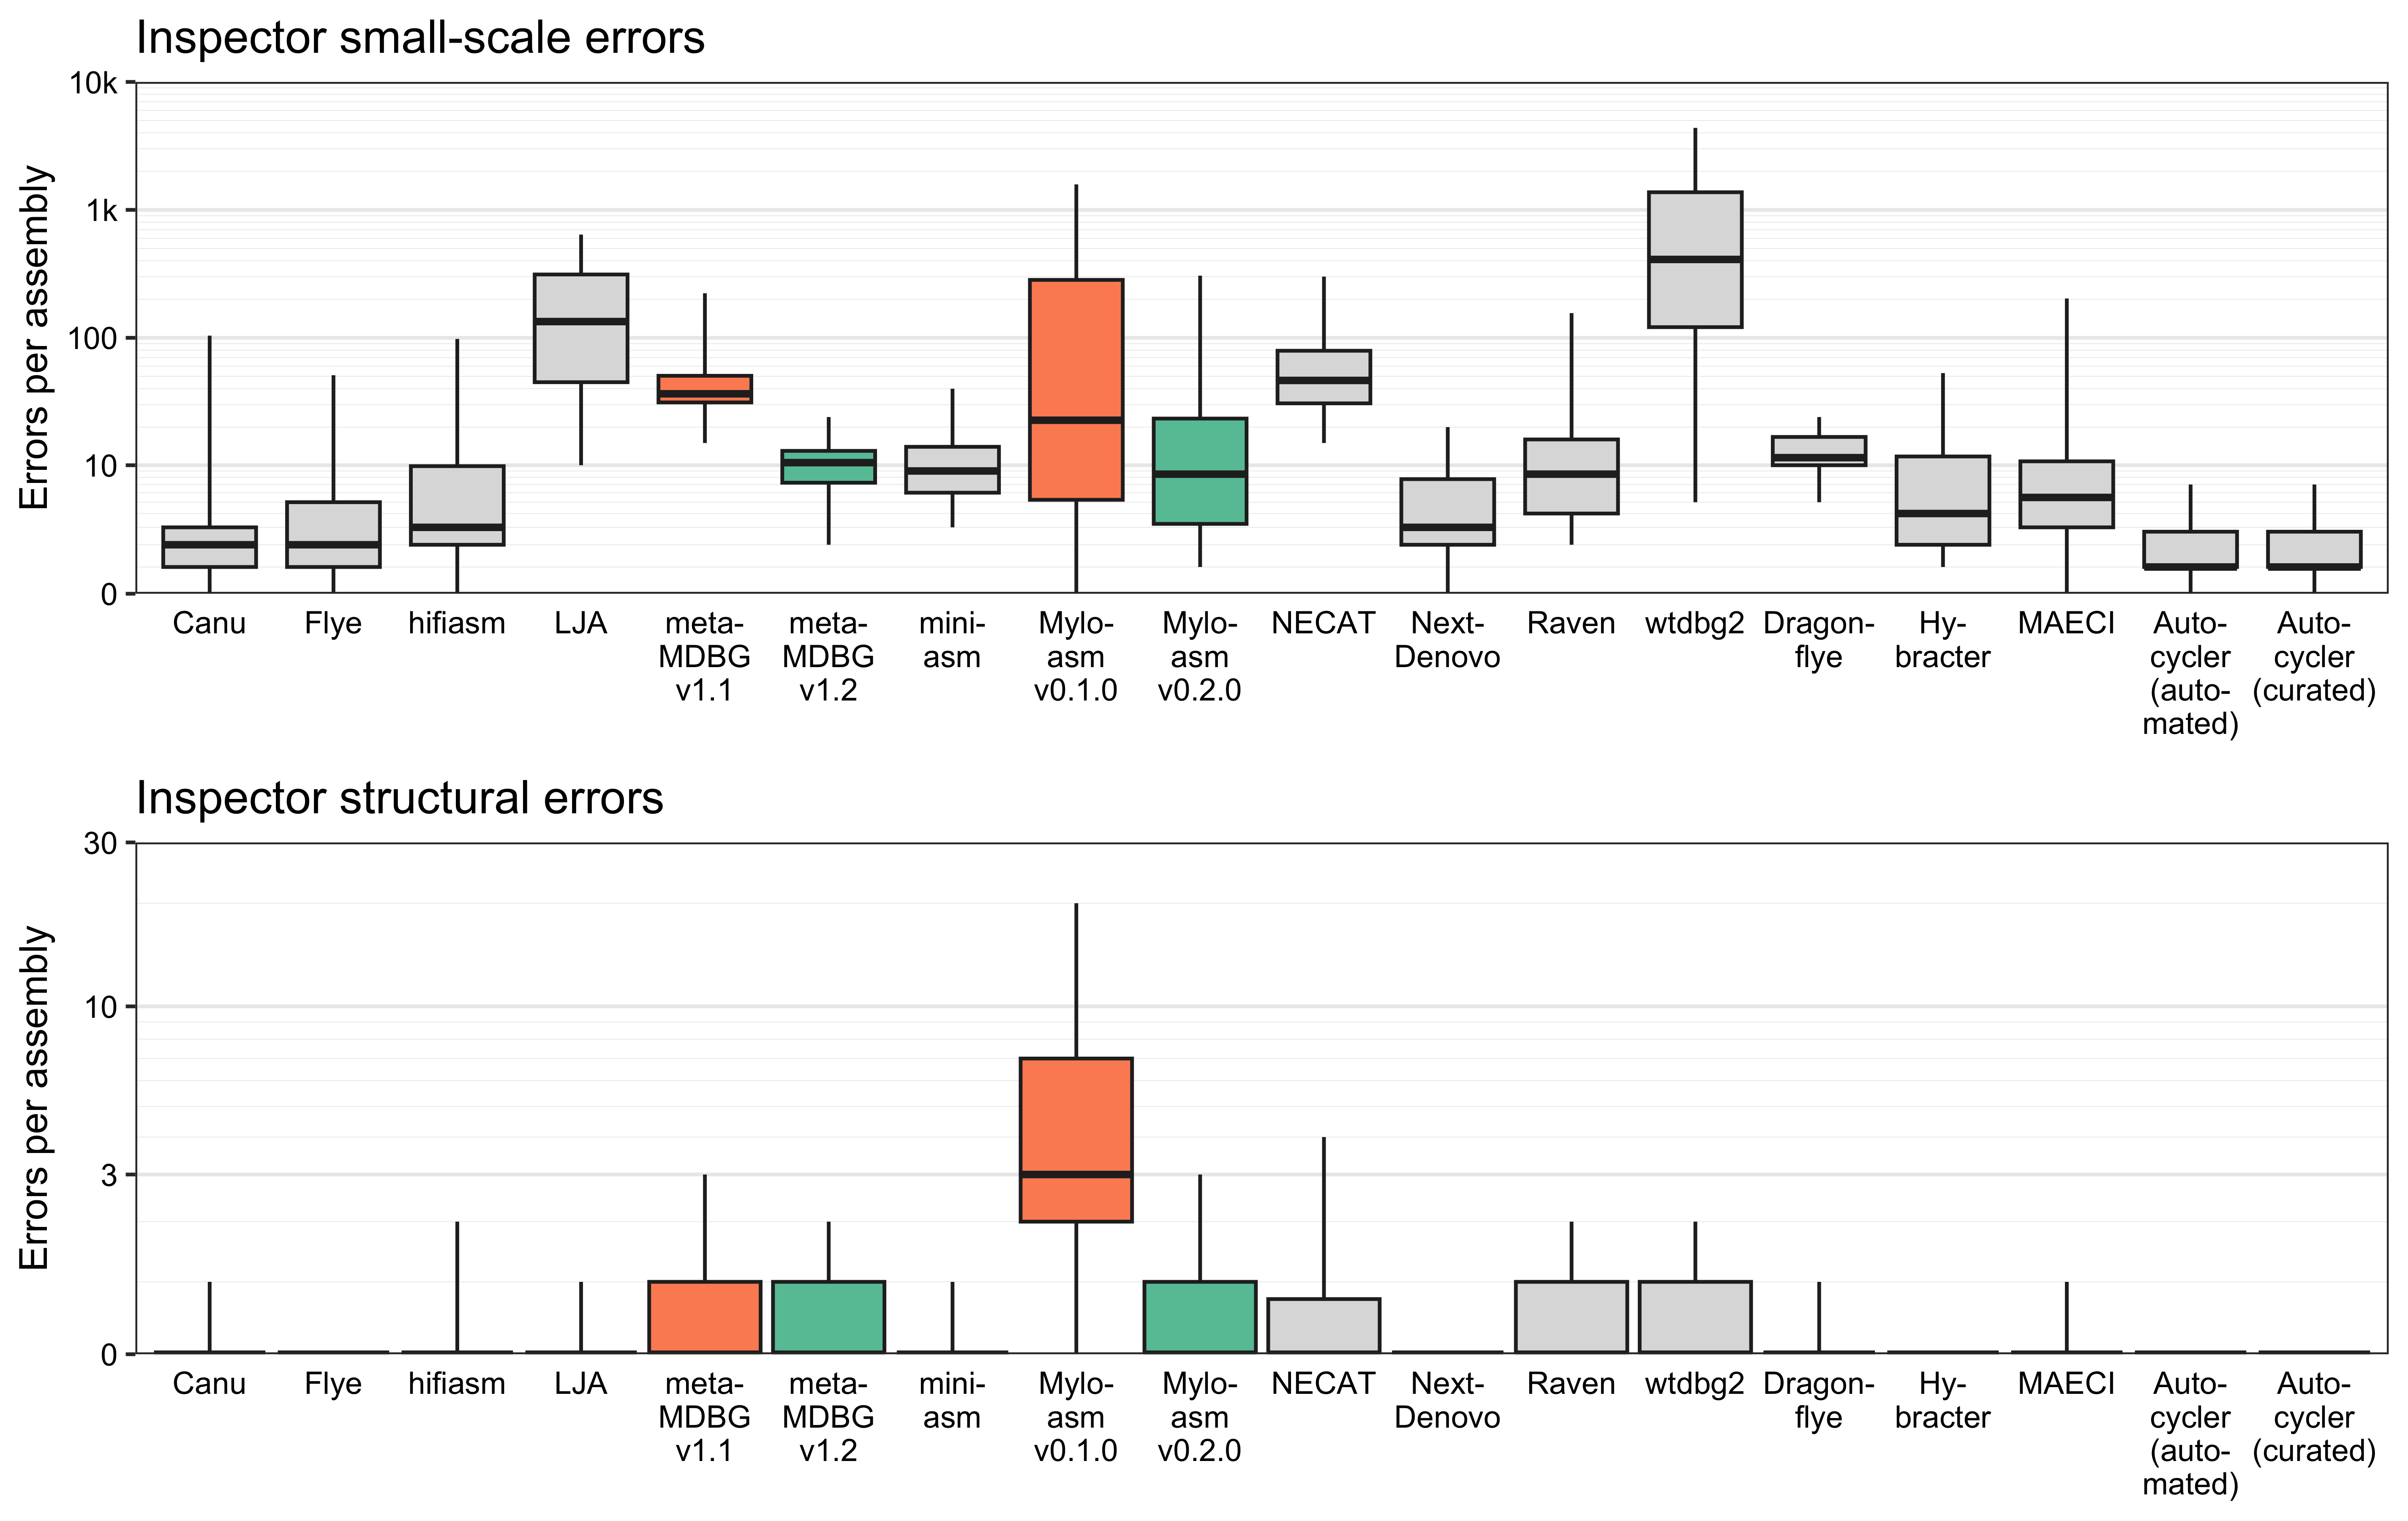 Inspector small-scale errors
Errors per assembly
10k
1k
100
10
0
Canu
Flye
hifiasm
LJA
meta-
MDBG
v1.1
meta-
MDBG
v1.2
mini-
asm
Mylo-
asm
v0.1.0
Mylo-
asm
v0.2.0
NECAT
Next-
Denovo
Raven
wtdbg2
Dragon-
flye
Hy-
bracter
MAECI
Auto-
cycler
(auto-
mated)
Auto-
cycler
(curated)
Inspector structural errors
Errors per assembly
30
10
3
0
Canu
Flye
hifiasm
LJA
meta-
MDBG
v1.1
meta-
MDBG
v1.2
mini-
asm
Mylo-
asm
v0.1.0
Mylo-
asm
v0.2.0
NECAT
Next-
Denovo
Raven
wtdbg2
Dragon-
flye
Hy-
bracter
MAECI
Auto-
cycler
(auto-
mated)
Auto-
cycler
(curated)